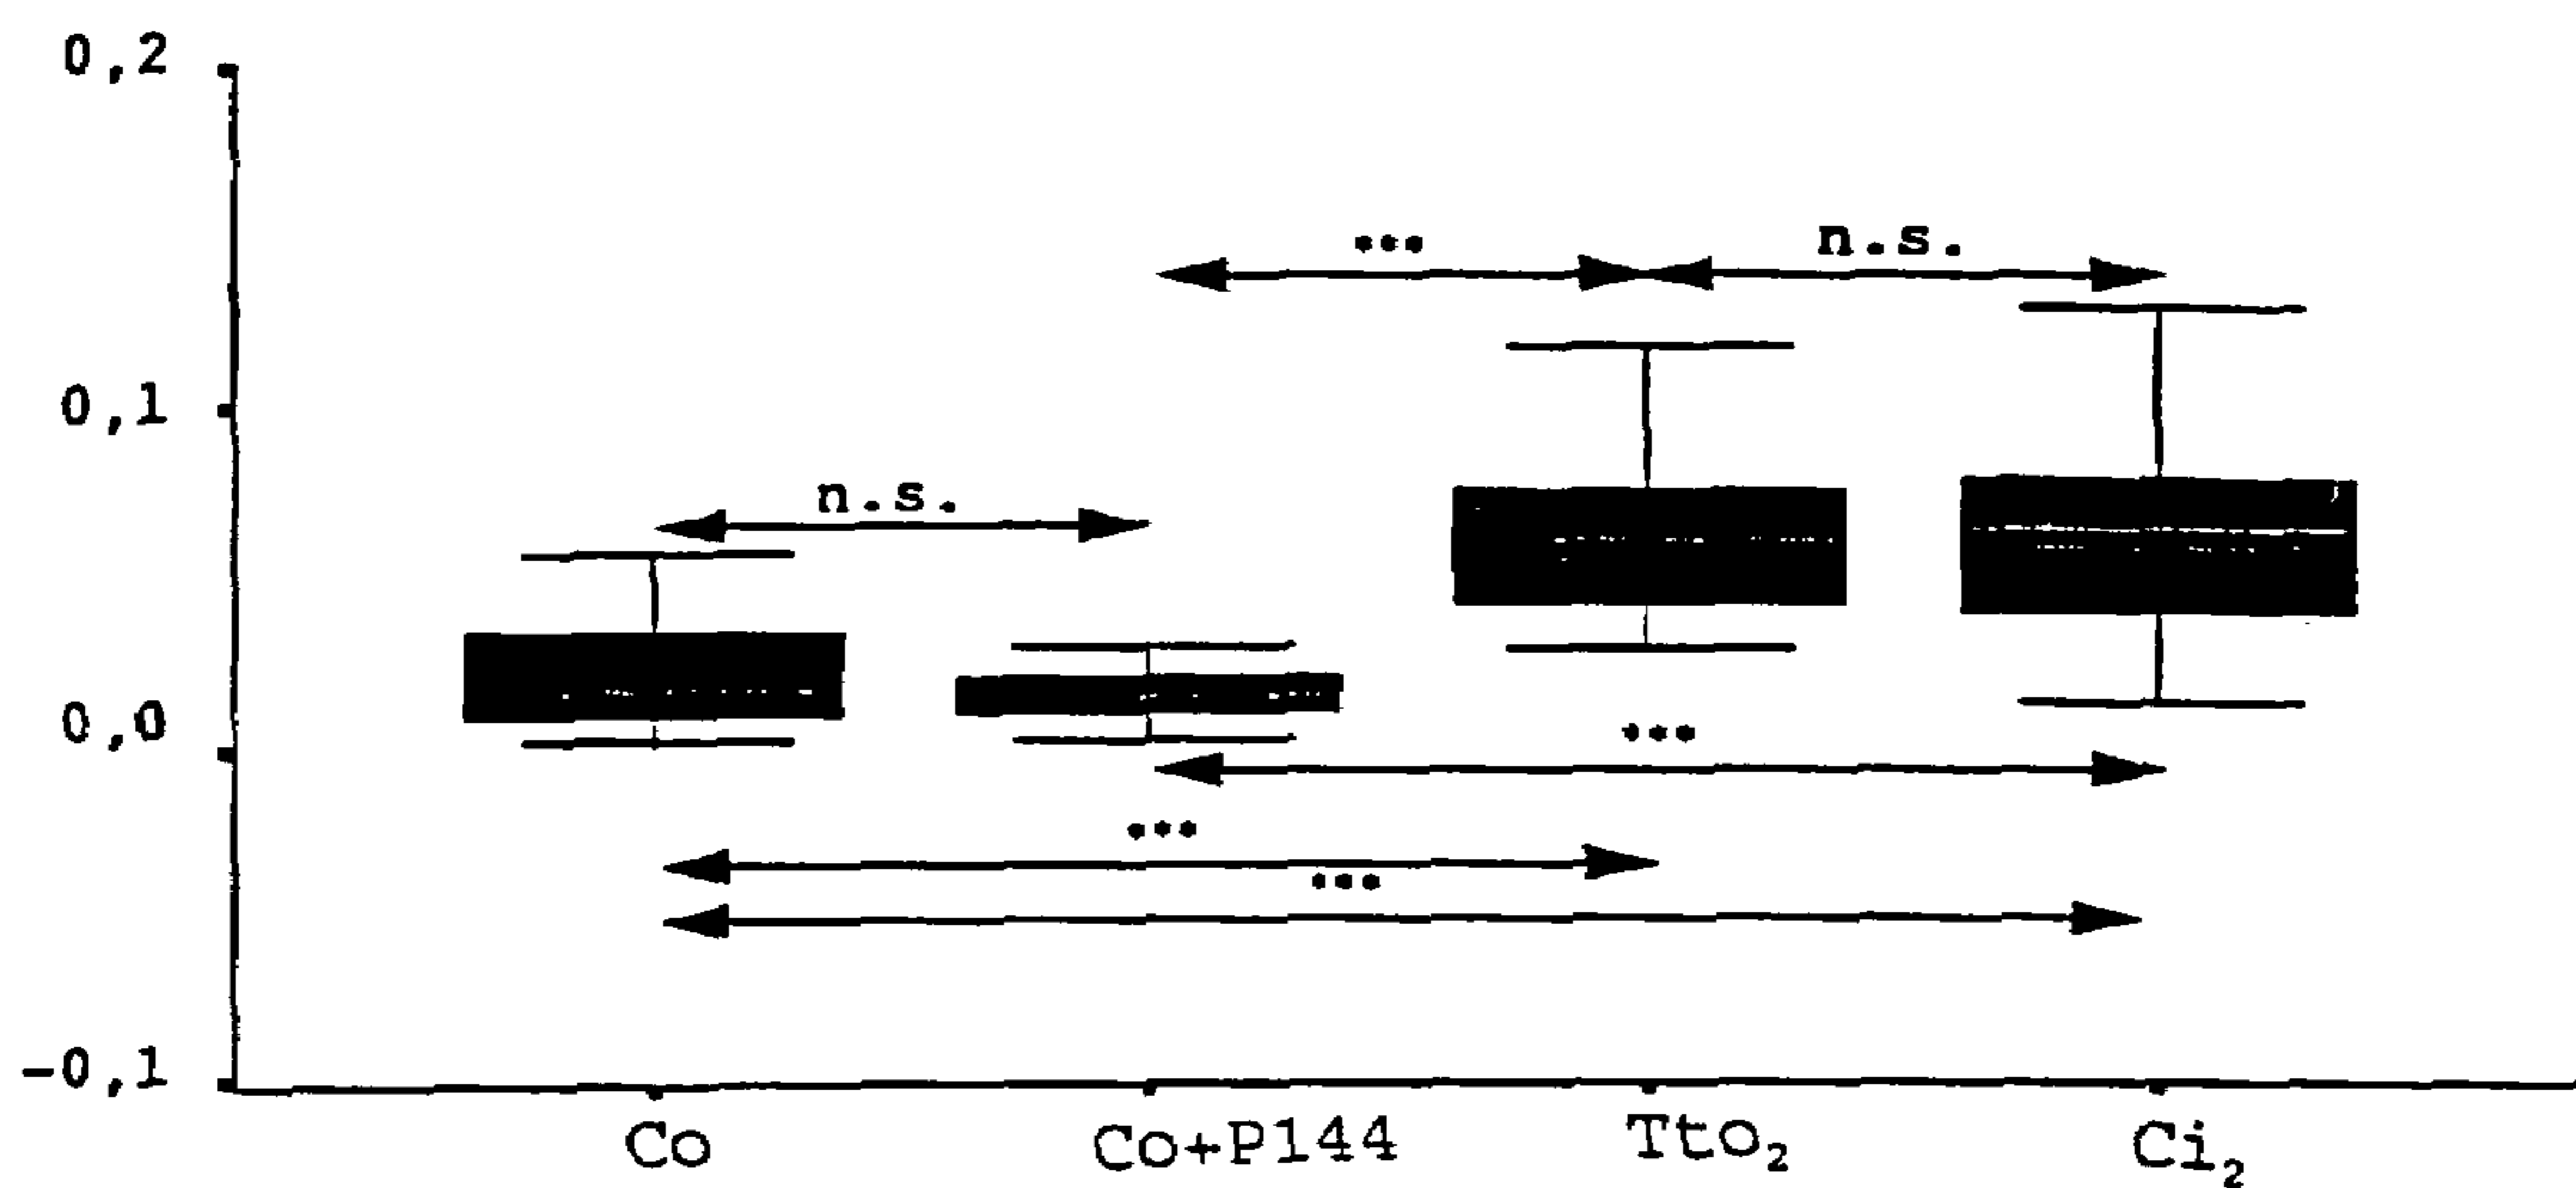 0,2
*** n.s.
0,1
n.s.
0,0
***
***
***
-0,1
Co Co+P144 Tto₂ Ci₂